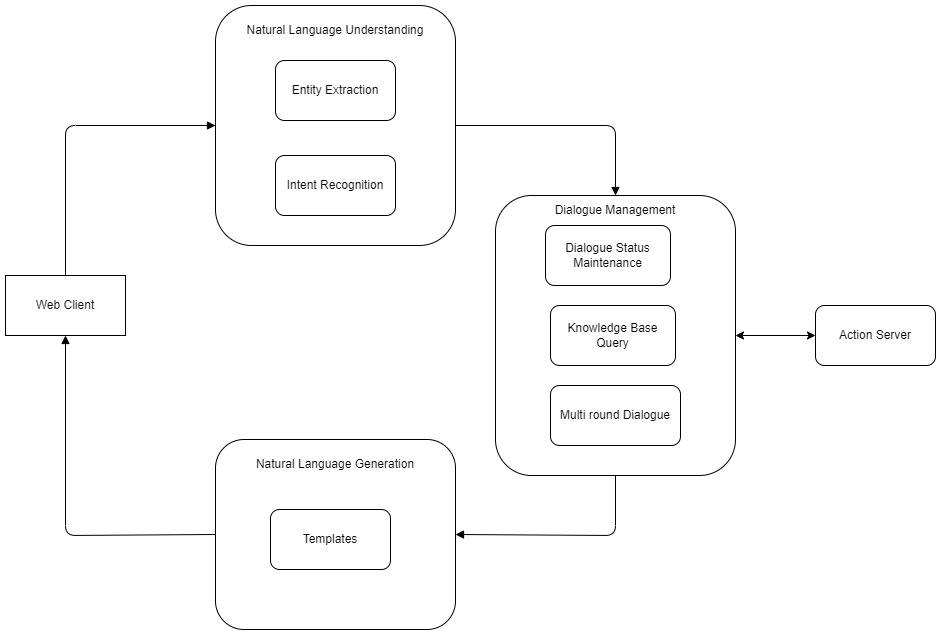 Natural Language Understanding
Entity Extraction
Intent Recognition
Dialogue Management
Dialogue Status
Maintenance
Knowledge Base
Query
Multi round Dialogue
Action Server
Web Client
Natural Language Generation
Templates